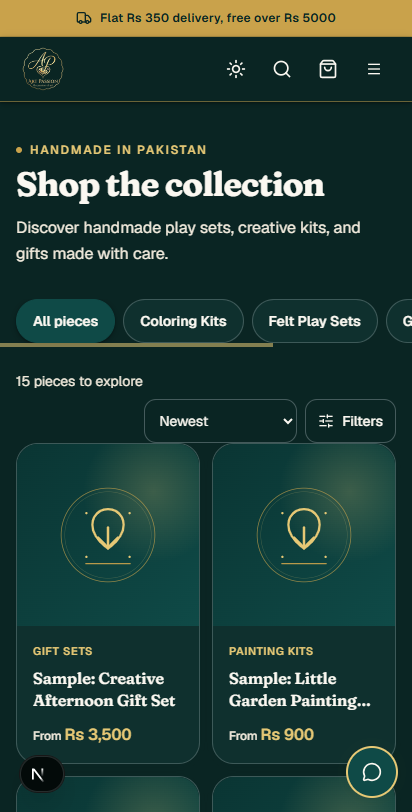 Flat Rs 350 delivery, free over Rs 5000
AP
ART PASSION
HANDMADE IN PAKISTAN
Shop the collection
Discover handmade play sets, creative kits, and
gifts made with care.
All pieces
Coloring Kits
Felt Play Sets
G
15 pieces to explore
Newest
Filters
GIFT SETS
Sample: Creative
Afternoon Gift Set
From Rs 3,500
PAINTING KITS
Sample: Little
Garden Painting...
From Rs 900
N